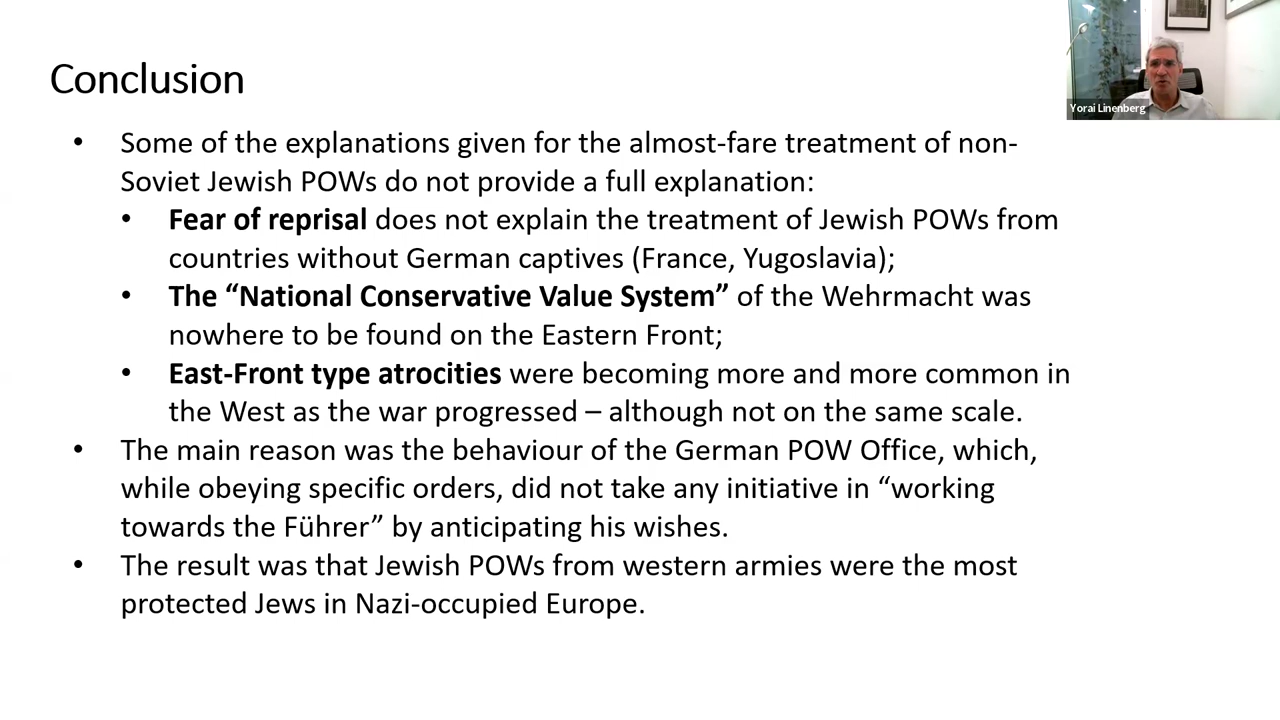 Conclusion
Yorai Linenberg
• Some of the explanations given for the almost-fare treatment of non-
Soviet Jewish POWs do not provide a full explanation:
• Fear of reprisal does not explain the treatment of Jewish POWs from
countries without German captives (France, Yugoslavia);
• The “National Conservative Value System” of the Wehrmacht was
nowhere to be found on the Eastern Front;
• East-Front type atrocities were becoming more and more common in
the West as the war progressed – although not on the same scale.
• The main reason was the behaviour of the German POW Office, which,
while obeying specific orders, did not take any initiative in “working
towards the Führer” by anticipating his wishes.
• The result was that Jewish POWs from western armies were the most
protected Jews in Nazi-occupied Europe.